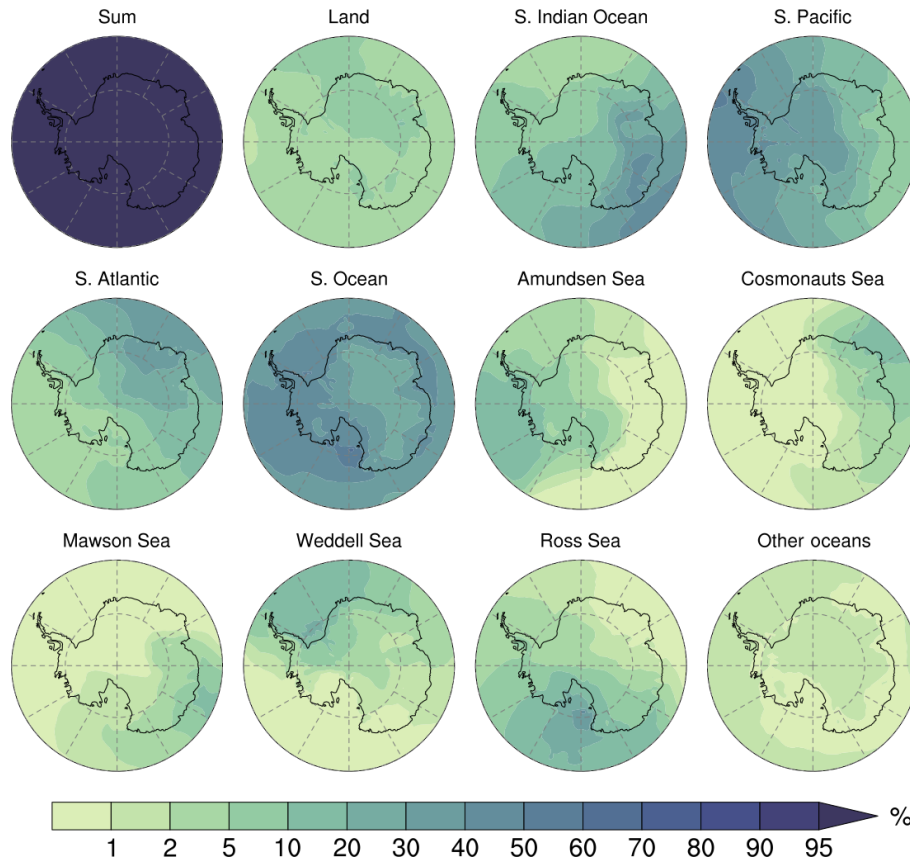 Sum Land S. Indian Ocean S. Pacific
S. Atlantic S. Ocean Amundsen Sea Cosmonauts Sea
Mawson Sea Weddell Sea Ross Sea Other oceans
%
1 2 5 10 20 30 40 50 60 70 80 90 95